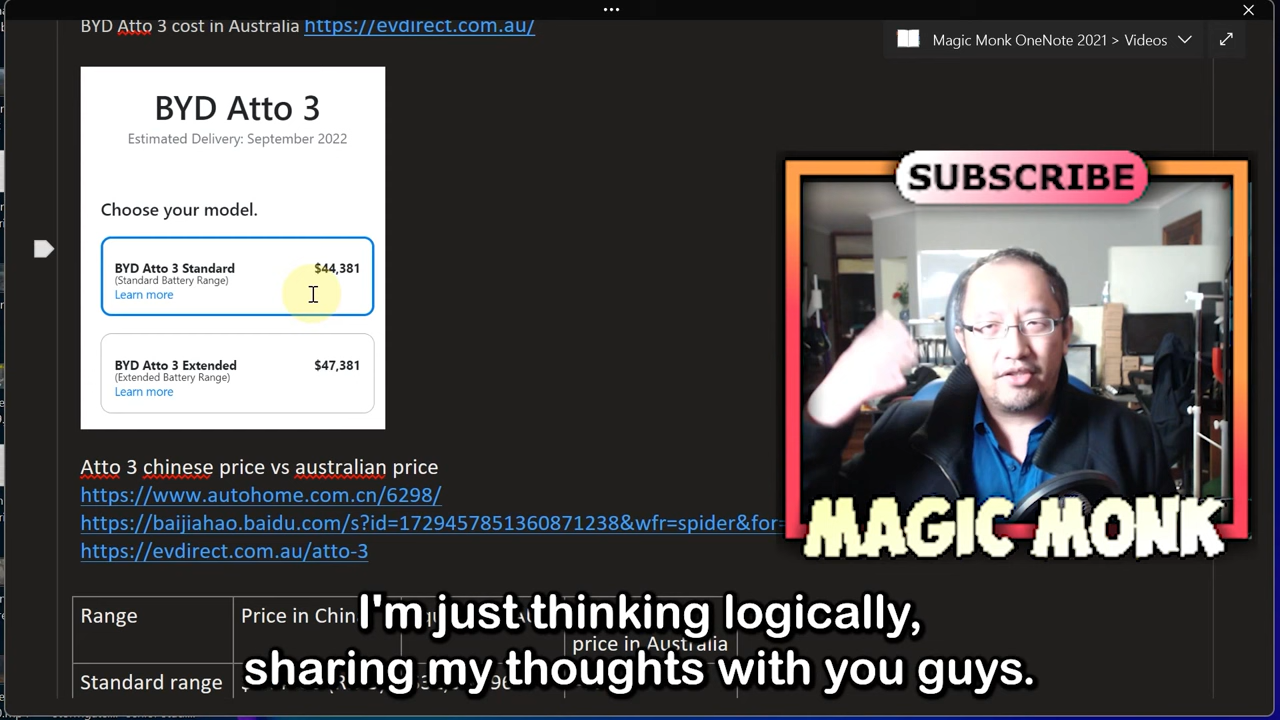 BYD Atto 3 cost in Australia https://evdirect.com.au/
Magic Monk OneNote 2021 > Videos
BYD Atto 3
Estimated Delivery: September 2022
Choose your model.
BYD Atto 3 Standard $44,381
(Standard Battery Range)
Learn more
BYD Atto 3 Extended $47,381
(Extended Battery Range)
Learn more
SUBSCRIBE
MAGIC MONK
Atto 3 chinese price vs australian price
https://www.autohome.com.cn/6298/
https://baijiahao.baidu.com/s?id=1729457851360871238&wfr=spider&for=
https://evdirect.com.au/atto-3
Range Price in Chin
price in Australia
Standard range
I'm just thinking logically,
sharing my thoughts with you guys.